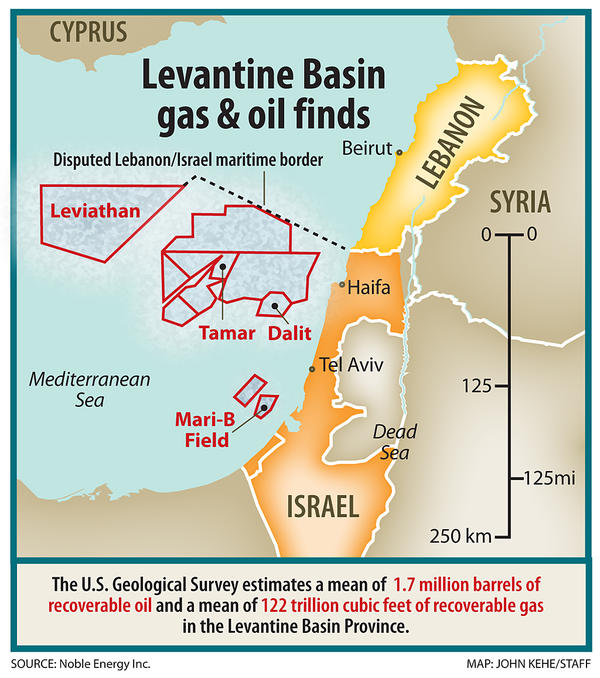 CYPRUS
Levantine Basin
gas & oil finds
Disputed Lebanon/Israel maritime border
Beirut
LEBANON
Leviathan
SYRIA
0
0
Haifa
Tamar
Dalit
Tel Aviv
Mediterranean
Sea
125
Mari-B
Field
Dead
Sea
125mi
ISRAEL
250 km
The U.S. Geological Survey estimates a mean of 1.7 million barrels of
recoverable oil and a mean of 122 trillion cubic feet of recoverable gas
in the Levantine Basin Province.
SOURCE: Noble Energy Inc.
MAP: JOHN KEHE/STAFF